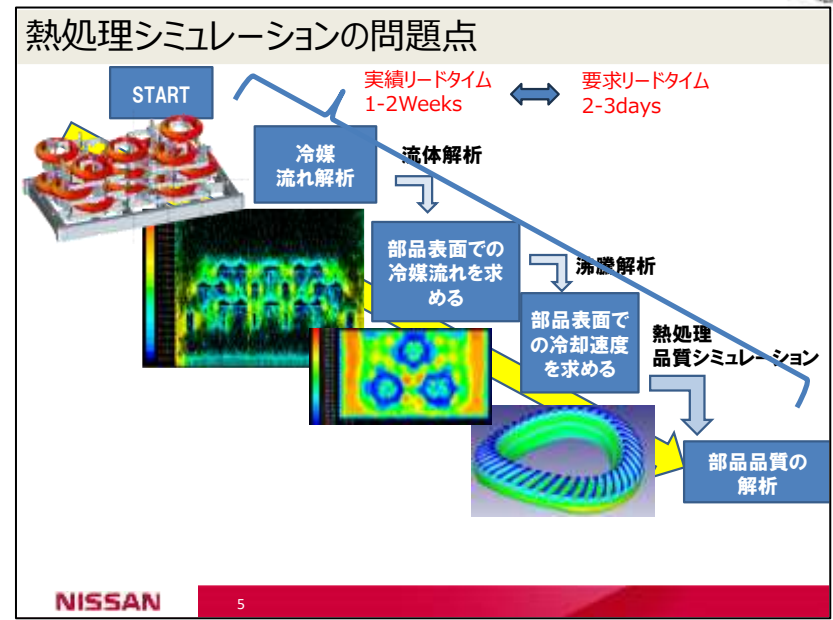 熱処理シミュレーションの問題点
START
実績リードタイム
1-2Weeks
要求リードタイム
2-3days
冷媒
流れ解析
流体解析
部品表面での
冷媒流れを求
める
沸騰解析
部品表面で
の冷却速度
を求める
熱処理
品質シミュレーション
部品品質の
解析
NISSAN
5